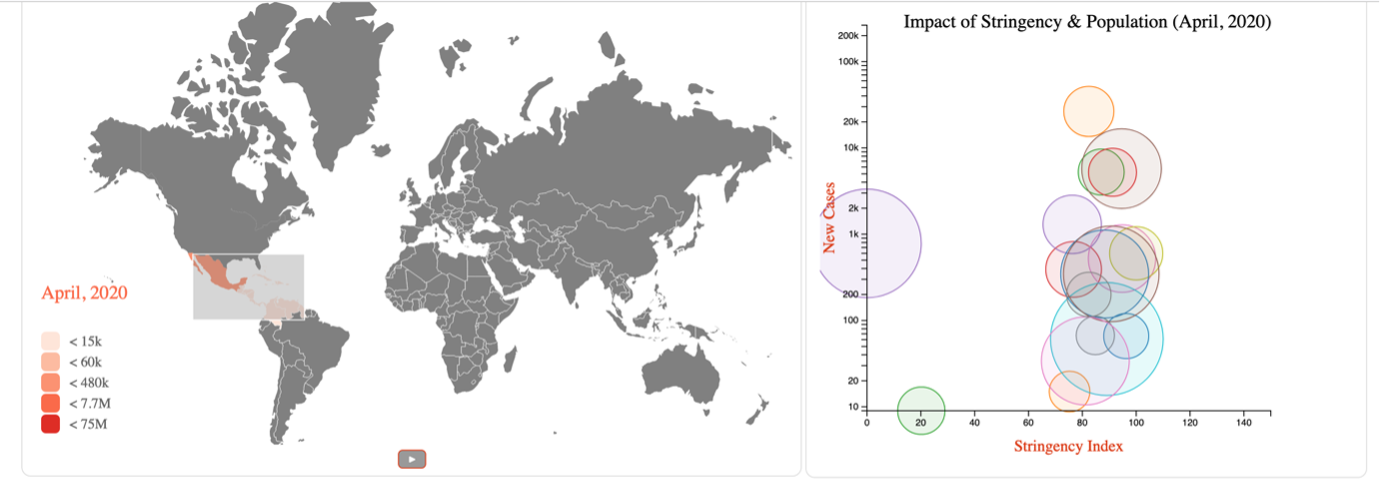 April, 2020
< 15k
< 60k
< 480k
< 7.7M
< 75M
Impact of Stringency & Population (April, 2020)
New Cases
200k
100k
20k
10k
2k
1k
200
100
20
10
0
20
40
60
80
100
120
140
Stringency Index